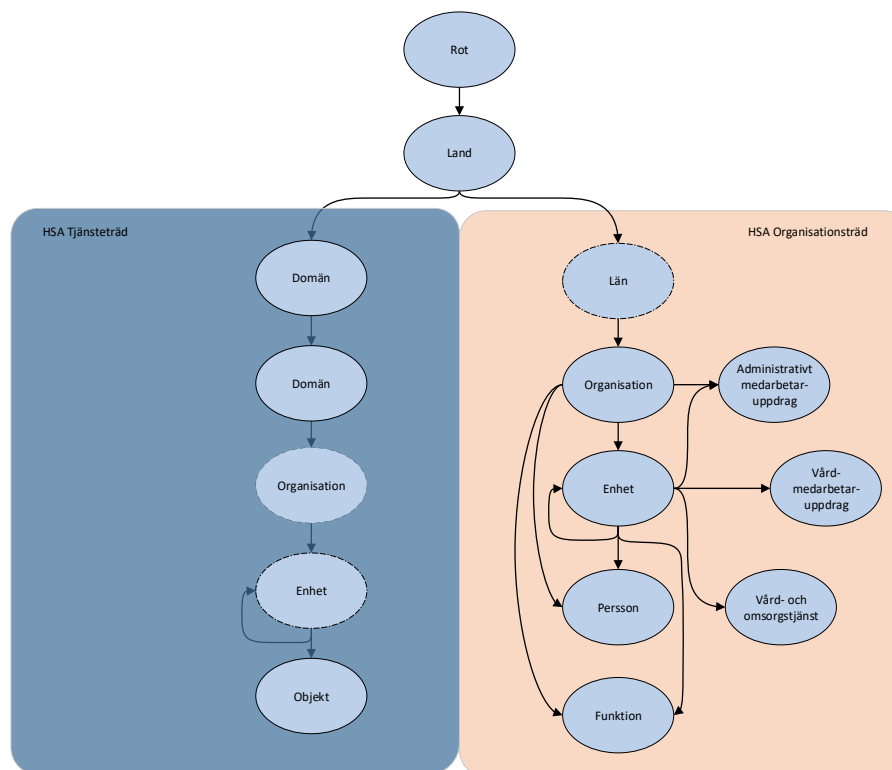 Rot
Land
HSA Tjänsteträd
Domän
Domän
Organisation
Enhet
Objekt
HSA Organisationsträd
Län
Organisation
Administrativt
medarbetar-
uppdrag
Enhet
Vård-
medarbetar-
uppdrag
Persson
Vård- och
omsorgstjänst
Funktion